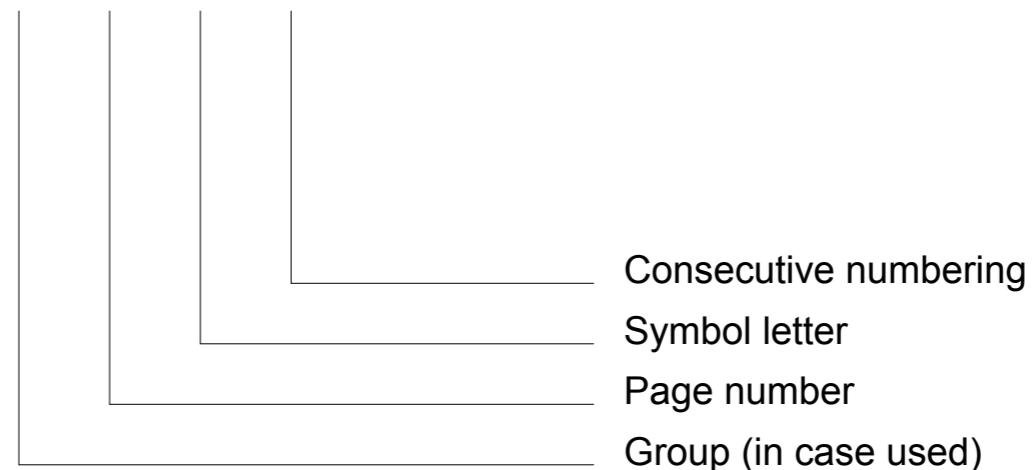 Consecutive numbering
Symbol letter
Page number
Group (in case used)